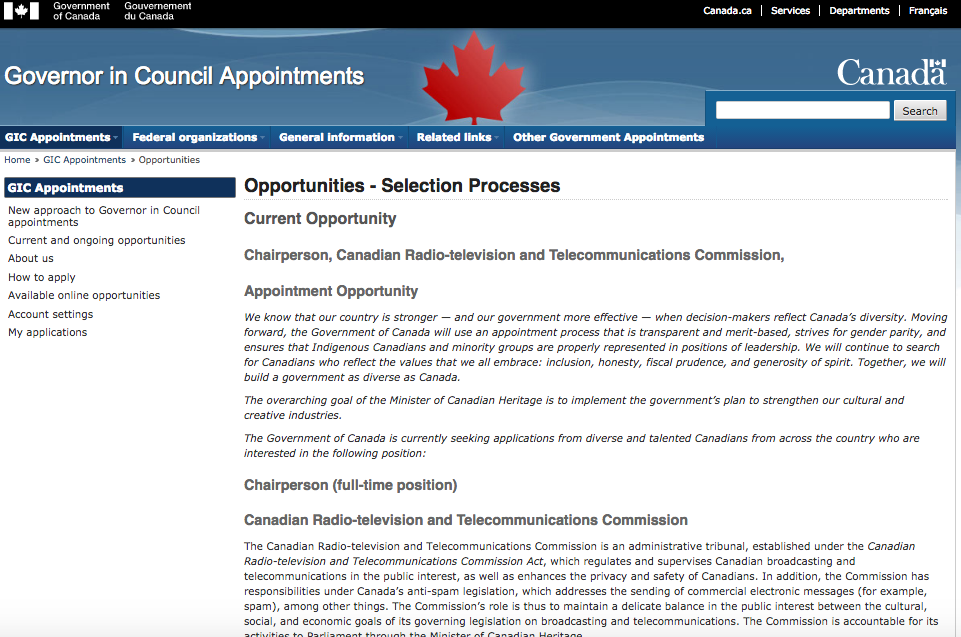 Government
of Canada
Gouvernement
du Canada
Canada.ca | Services | Departments | Français
Governor in Council Appointments
Canada
Search
GIC Appointments
Federal organizations
General Information
Related links
Other Government Appointments
Home > GIC Appointments > Opportunities
GIC Appointments
New approach to Governor in Council
appointments
Current and ongoing opportunities
About us
How to apply
Available online opportunities
Account settings
My applications
Opportunities - Selection Processes
Current Opportunity
Chairperson, Canadian Radio-television and Telecommunications Commission,
Appointment Opportunity
We know that our country is stronger — and our government more effective — when decision-makers reflect Canada's diversity. Moving
forward, the Government of Canada will use an appointment process that is transparent and merit-based, strives for gender parity, and
ensures that Indigenous Canadians and minority groups are properly represented in positions of leadership. We will continue to search
for Canadians who reflect the values that we all embrace: inclusion, honesty, fiscal prudence, and generosity of spirit. Together, we will
build a government as diverse as Canada.
The overarching goal of the Minister of Canadian Heritage is to implement the government's plan to strengthen our cultural and
creative industries.
The Government of Canada is currently seeking applications from diverse and talented Canadians from across the country who are
interested in the following position:
Chairperson (full-time position)
Canadian Radio-television and Telecommunications Commission
The Canadian Radio-television and Telecommunications Commission is an administrative tribunal, established under the Canadian
Radio-television and Telecommunications Commission Act, which regulates and supervises Canadian broadcasting and
telecommunications in the public interest, as well as enhances the privacy and safety of Canadians. In addition, the Commission has
responsibilities under Canada's anti-spam legislation, which addresses the sending of commercial electronic messages (for example,
spam), among other things. The Commission's role is thus to maintain a delicate balance in the public interest between the cultural,
social, and economic goals of its governing legislation on broadcasting and telecommunications. The Commission is accountable for its
activities to Parliament through the Minister of Canadian Heritage.